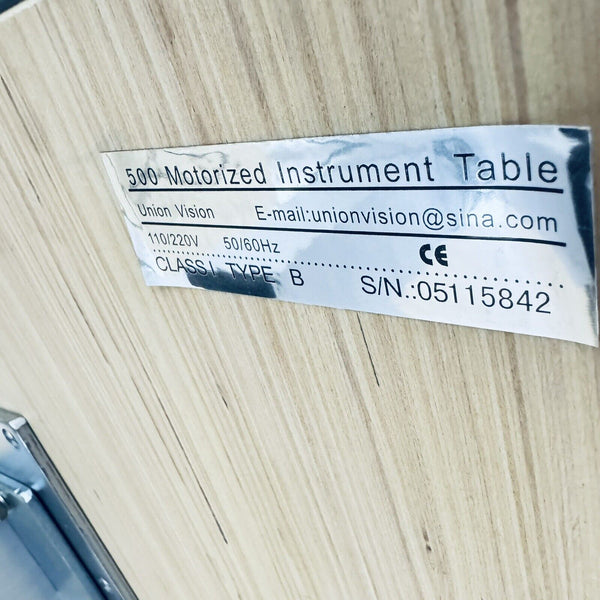 500 Motorized Instrument Table
Union Vision E-mail:unionvision@sina.com
110/220V 50/60Hz CE
CLASS I TYPE B S/N.:05115842